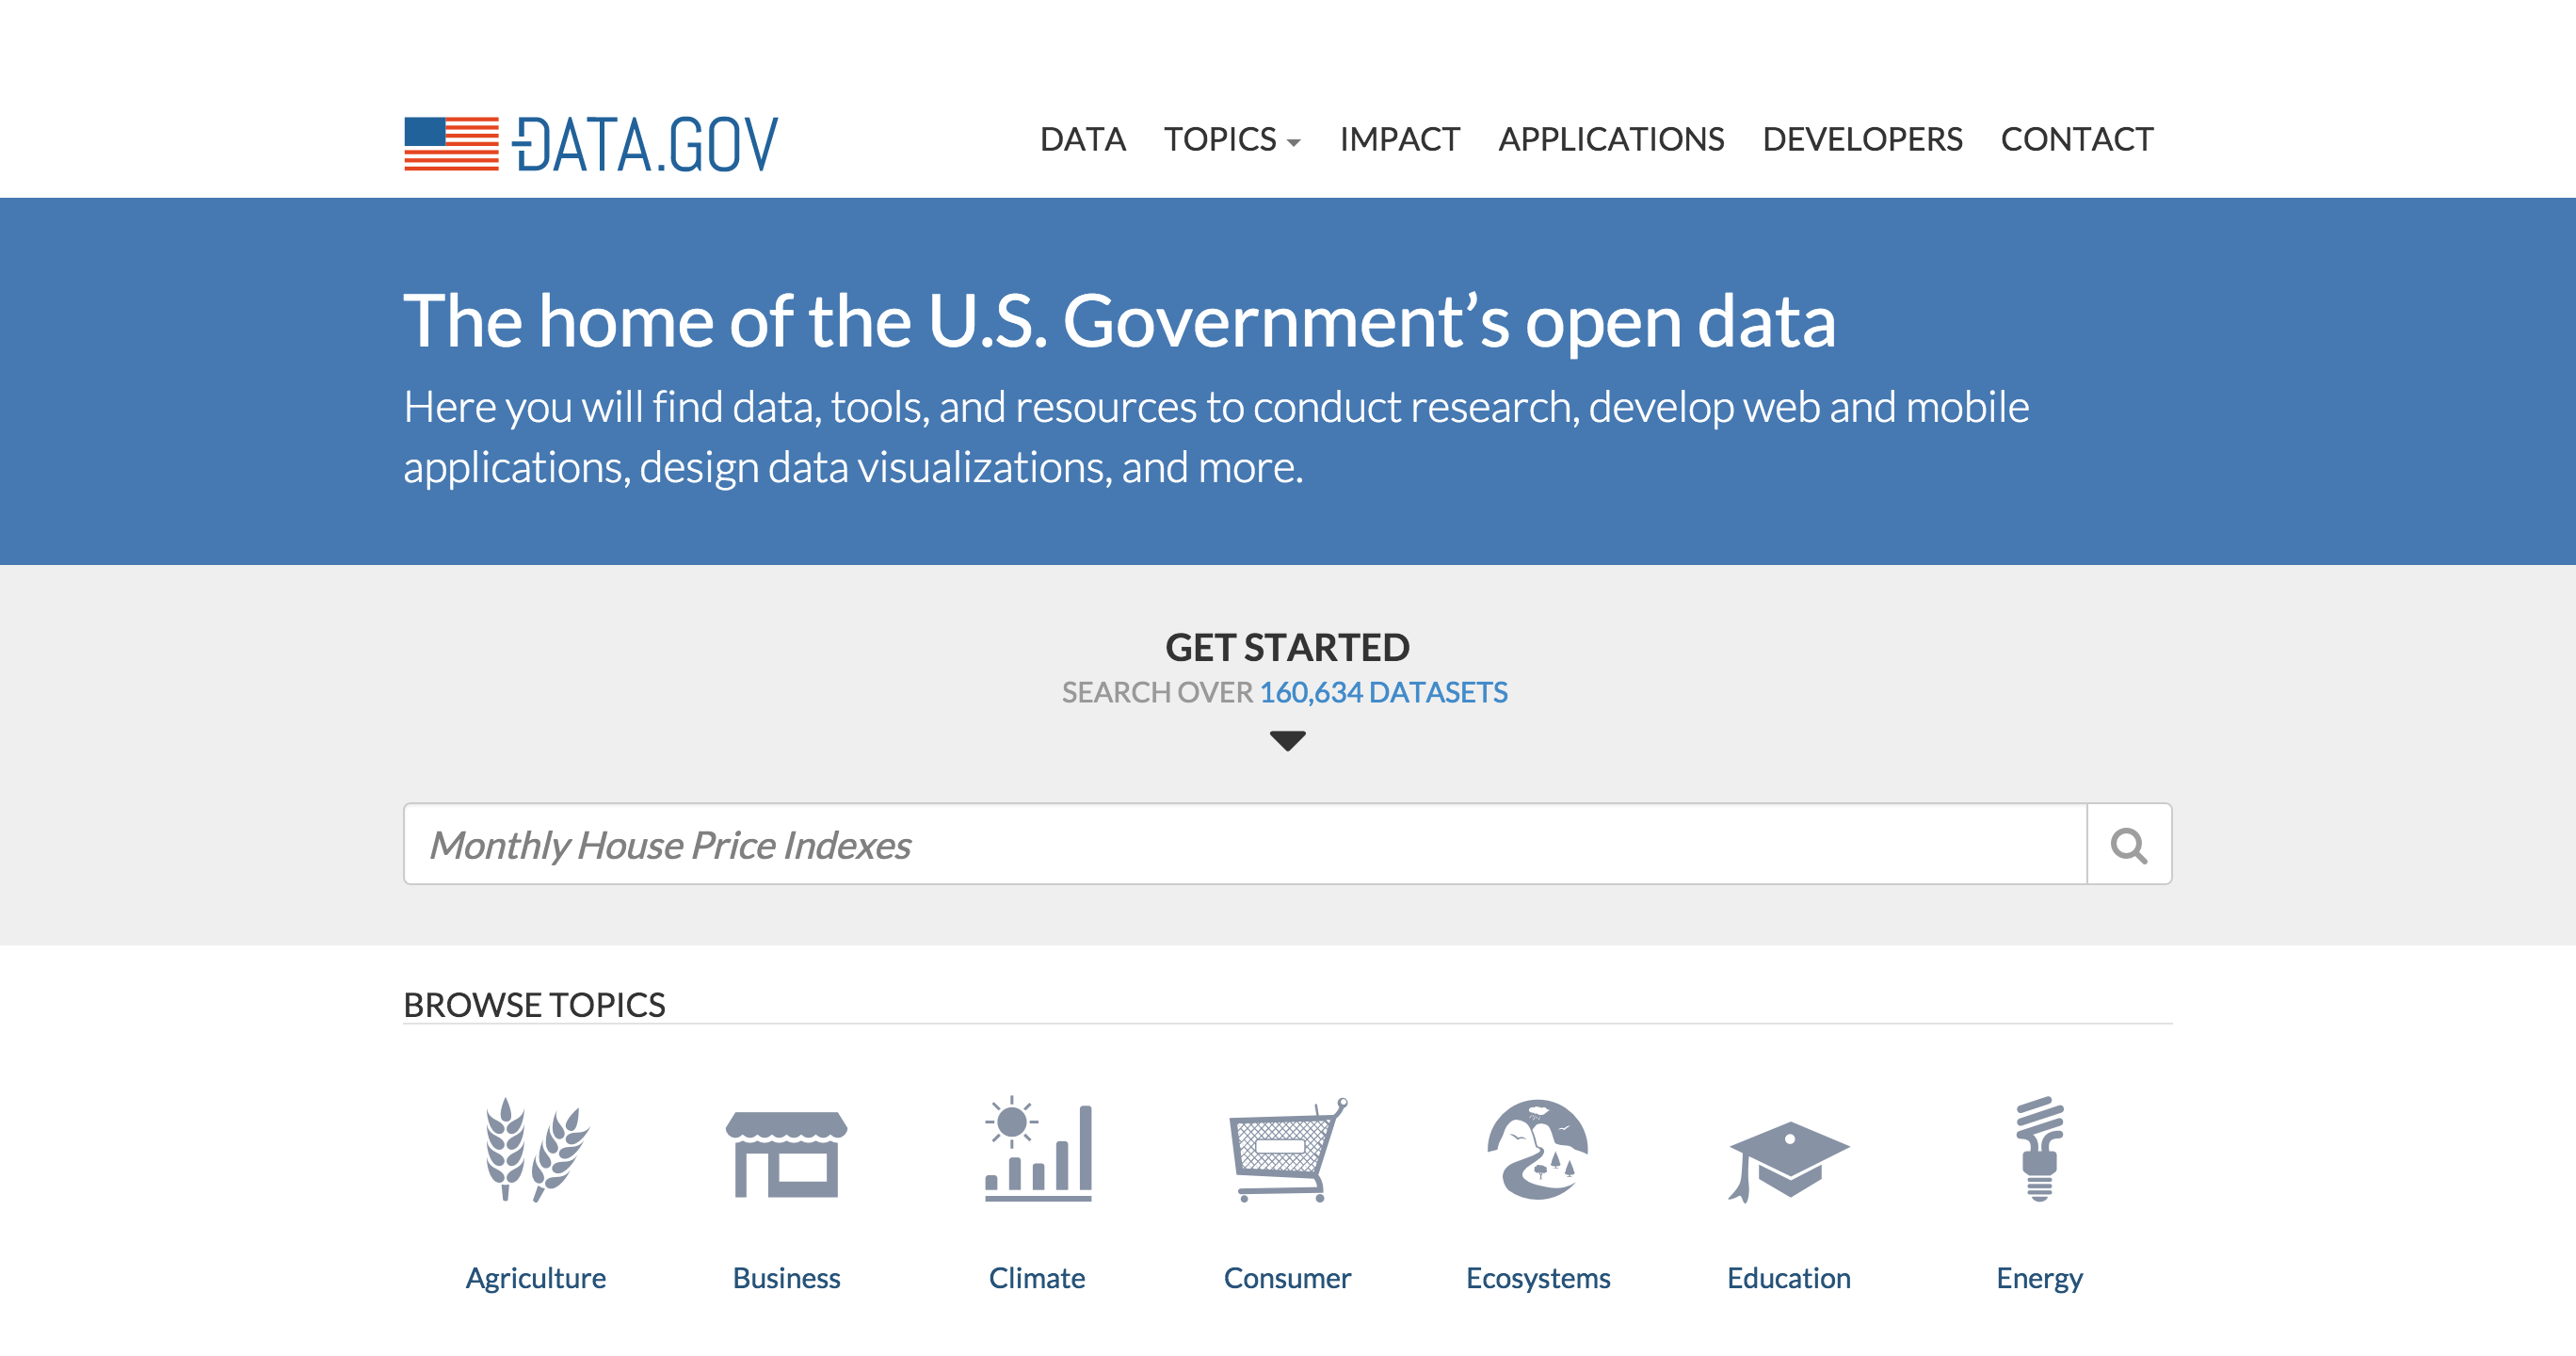 DATA.GOV
DATA TOPICS IMPACT APPLICATIONS DEVELOPERS CONTACT
The home of the U.S. Government’s open data
Here you will find data, tools, and resources to conduct research, develop web and mobile
applications, design data visualizations, and more.
GET STARTED
SEARCH OVER 160,634 DATASETS
Monthly House Price Indexes
BROWSE TOPICS
Agriculture Business Climate Consumer Ecosystems Education Energy